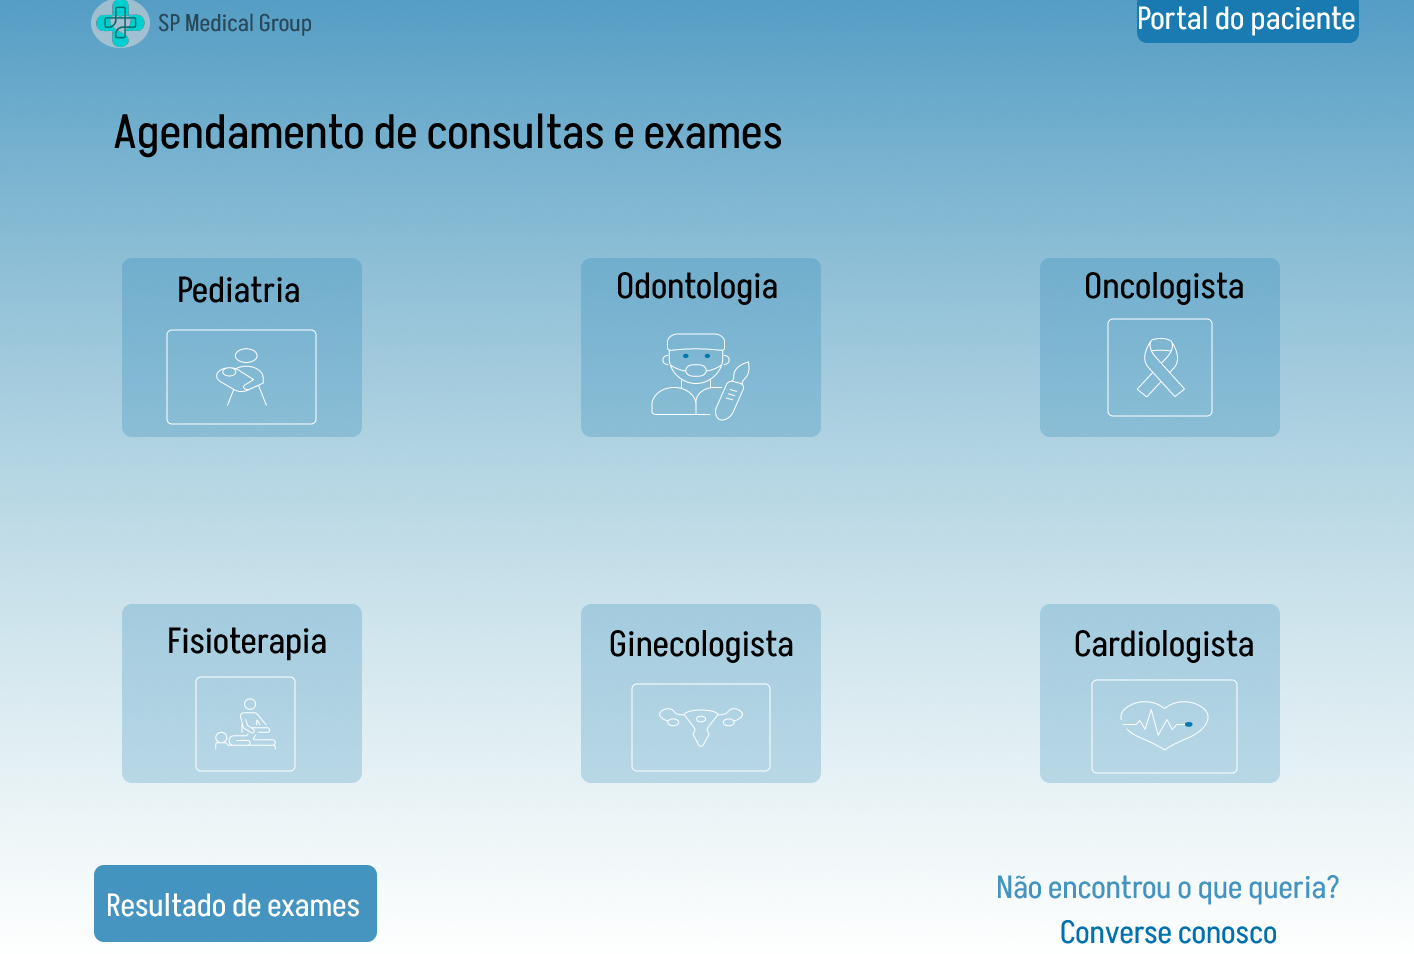 SP Medical Group
Portal do paciente
Agendamento de consultas e exames
Pediatria
Odontologia
Oncologista
Fisioterapia
Ginecologista
Cardiologista
Resultado de exames
Não encontrou o que queria?
Converse conosco